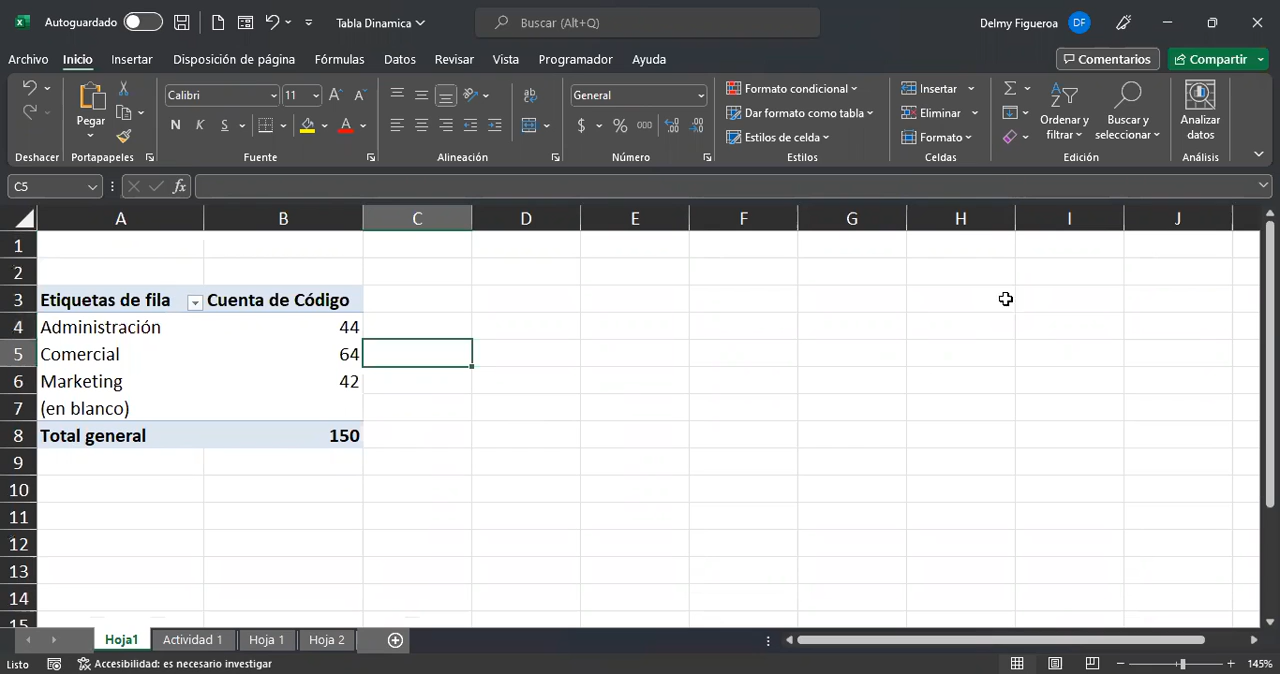 Autoguardado Tabla Dinamica Buscar (Alt+Q) Delmy Figueroa DF
Archivo Inicio Insertar Disposición de página Fórmulas Datos Revisar Vista Programador Ayuda Comentarios Compartir
Pegar Calibri 11 General Formato condicional Insertar Ordenar y filtrar Buscar y seleccionar Analizar datos
N K S $ % 000 Dar formato como tabla Eliminar
Estilos de celda Formato
Deshacer Portapapeles Fuente Alineación Número Estilos Celdas Edición Análisis
C5 fx
A B C D E F G H I J
1
2
3 Etiquetas de fila Cuenta de Código
4 Administración 44
5 Comercial 64
6 Marketing 42
7 (en blanco)
8 Total general 150
9
10
11
12
13
14
15
Hoja1 Actividad 1 Hoja 1 Hoja 2
Listo Accesibilidad: es necesario investigar 145%